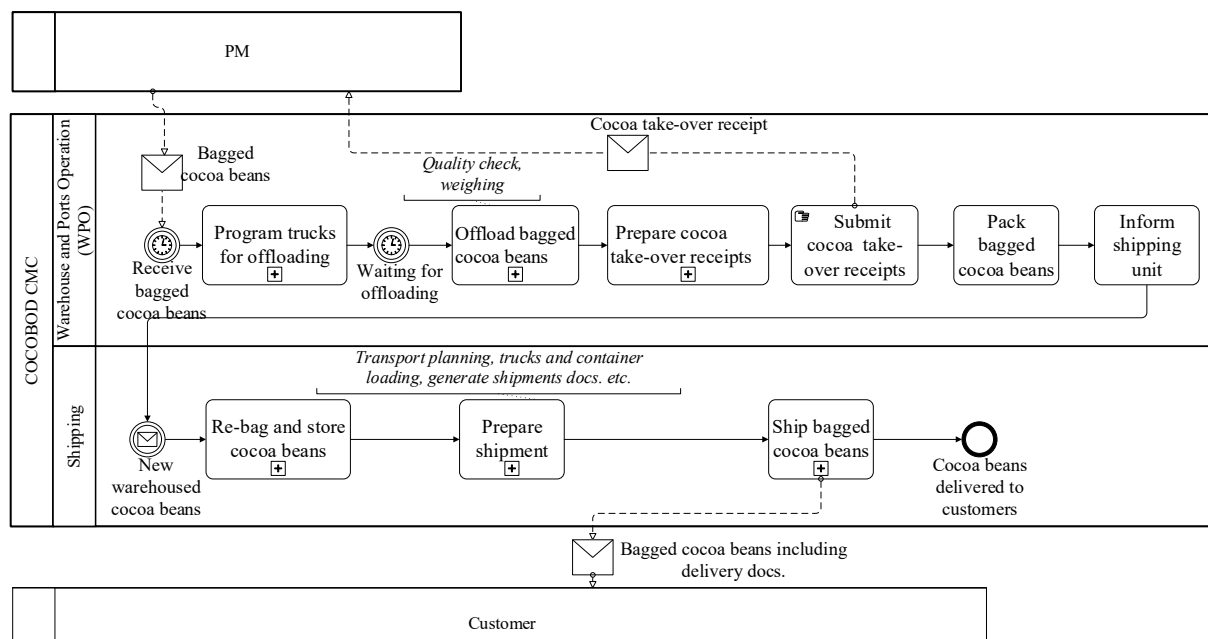 PM
COCOBOD CMC
Warehouse and Ports Operation
(WPO)
Bagged
cocoa beans
Cocoa take-over receipt
Quality check,
weighing
Receive
bagged
cocoa beans
Program trucks
for offloading
Waiting for
offloading
Offload bagged
cocoa beans
Prepare cocoa
take-over receipts
Submit
cocoa take-
over receipts
Pack
bagged
cocoa beans
Inform
shipping
unit
Shipping
Transport planning, trucks and container
loading, generate shipments docs. etc.
New
warehoused
cocoa beans
Re-bag and store
cocoa beans
Prepare
shipment
Ship bagged
cocoa beans
Cocoa beans
delivered to
customers
Bagged cocoa beans including
delivery docs.
Customer